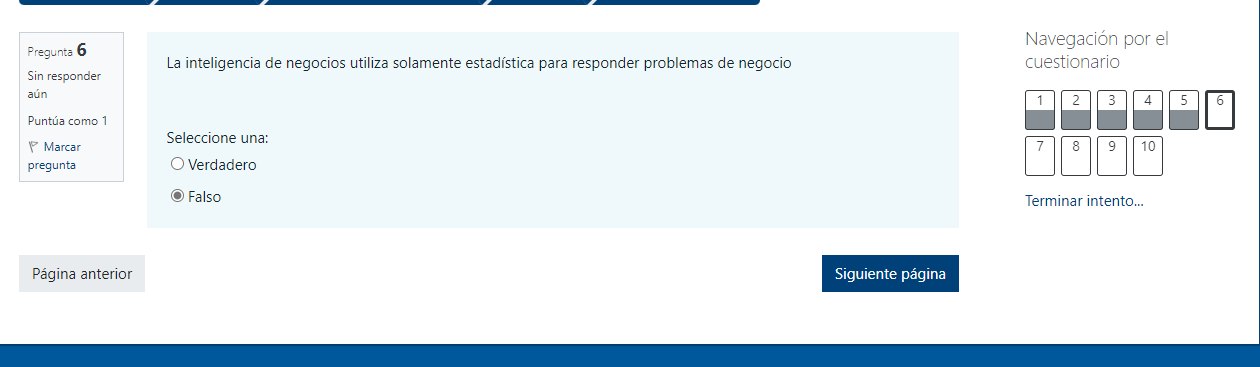 Pregunta 6
Sin responder
aún
Puntúa como 1
Marcar
pregunta
La inteligencia de negocios utiliza solamente estadística para responder problemas de negocio
Seleccione una:
Verdadero
Falso
Página anterior
Siguiente página
Navegación por el
cuestionario
1 2 3 4 5 6
7 8 9 10
Terminar intento...